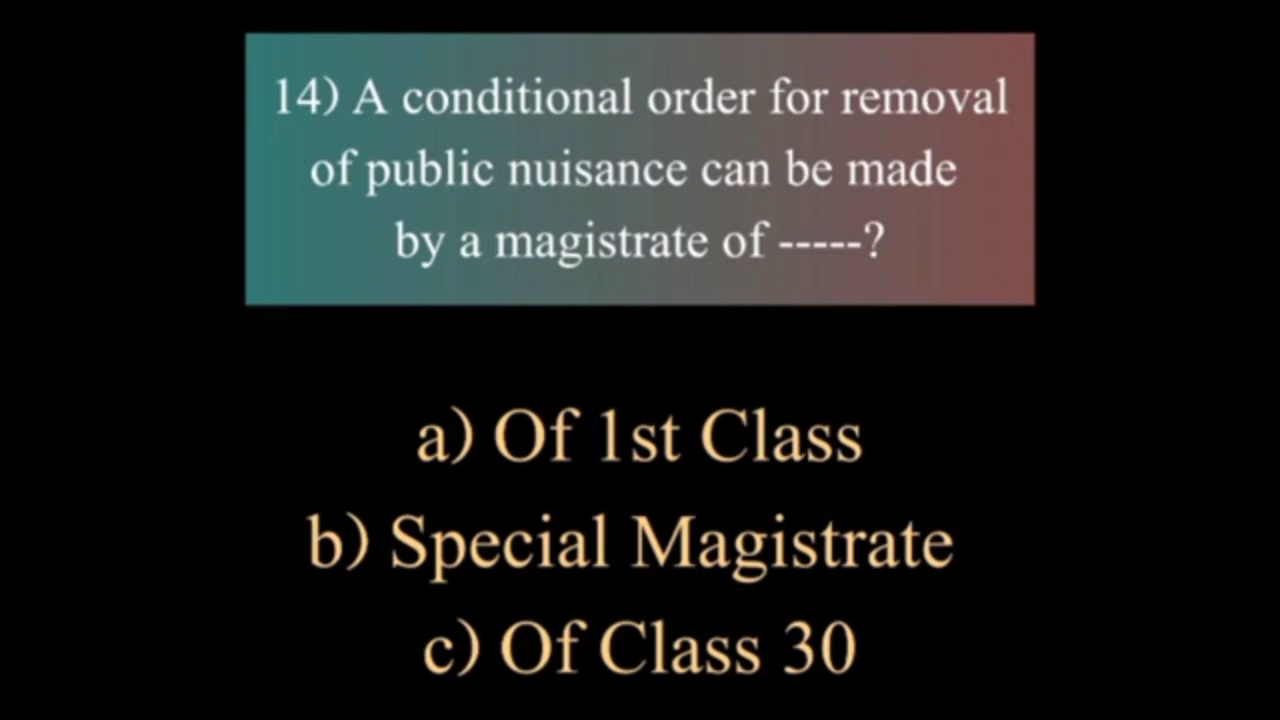 14) A conditional order for removal
of public nuisance can be made
by a magistrate of -----?
a) Of 1st Class
b) Special Magistrate
c) Of Class 30